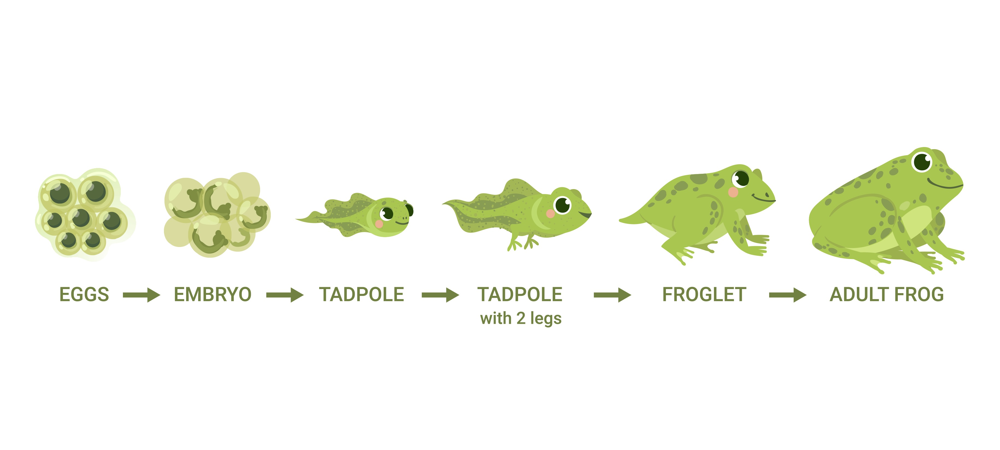 EGGS
EMBRYO
TADPOLE
TADPOLE
with 2 legs
FROGLET
ADULT FROG